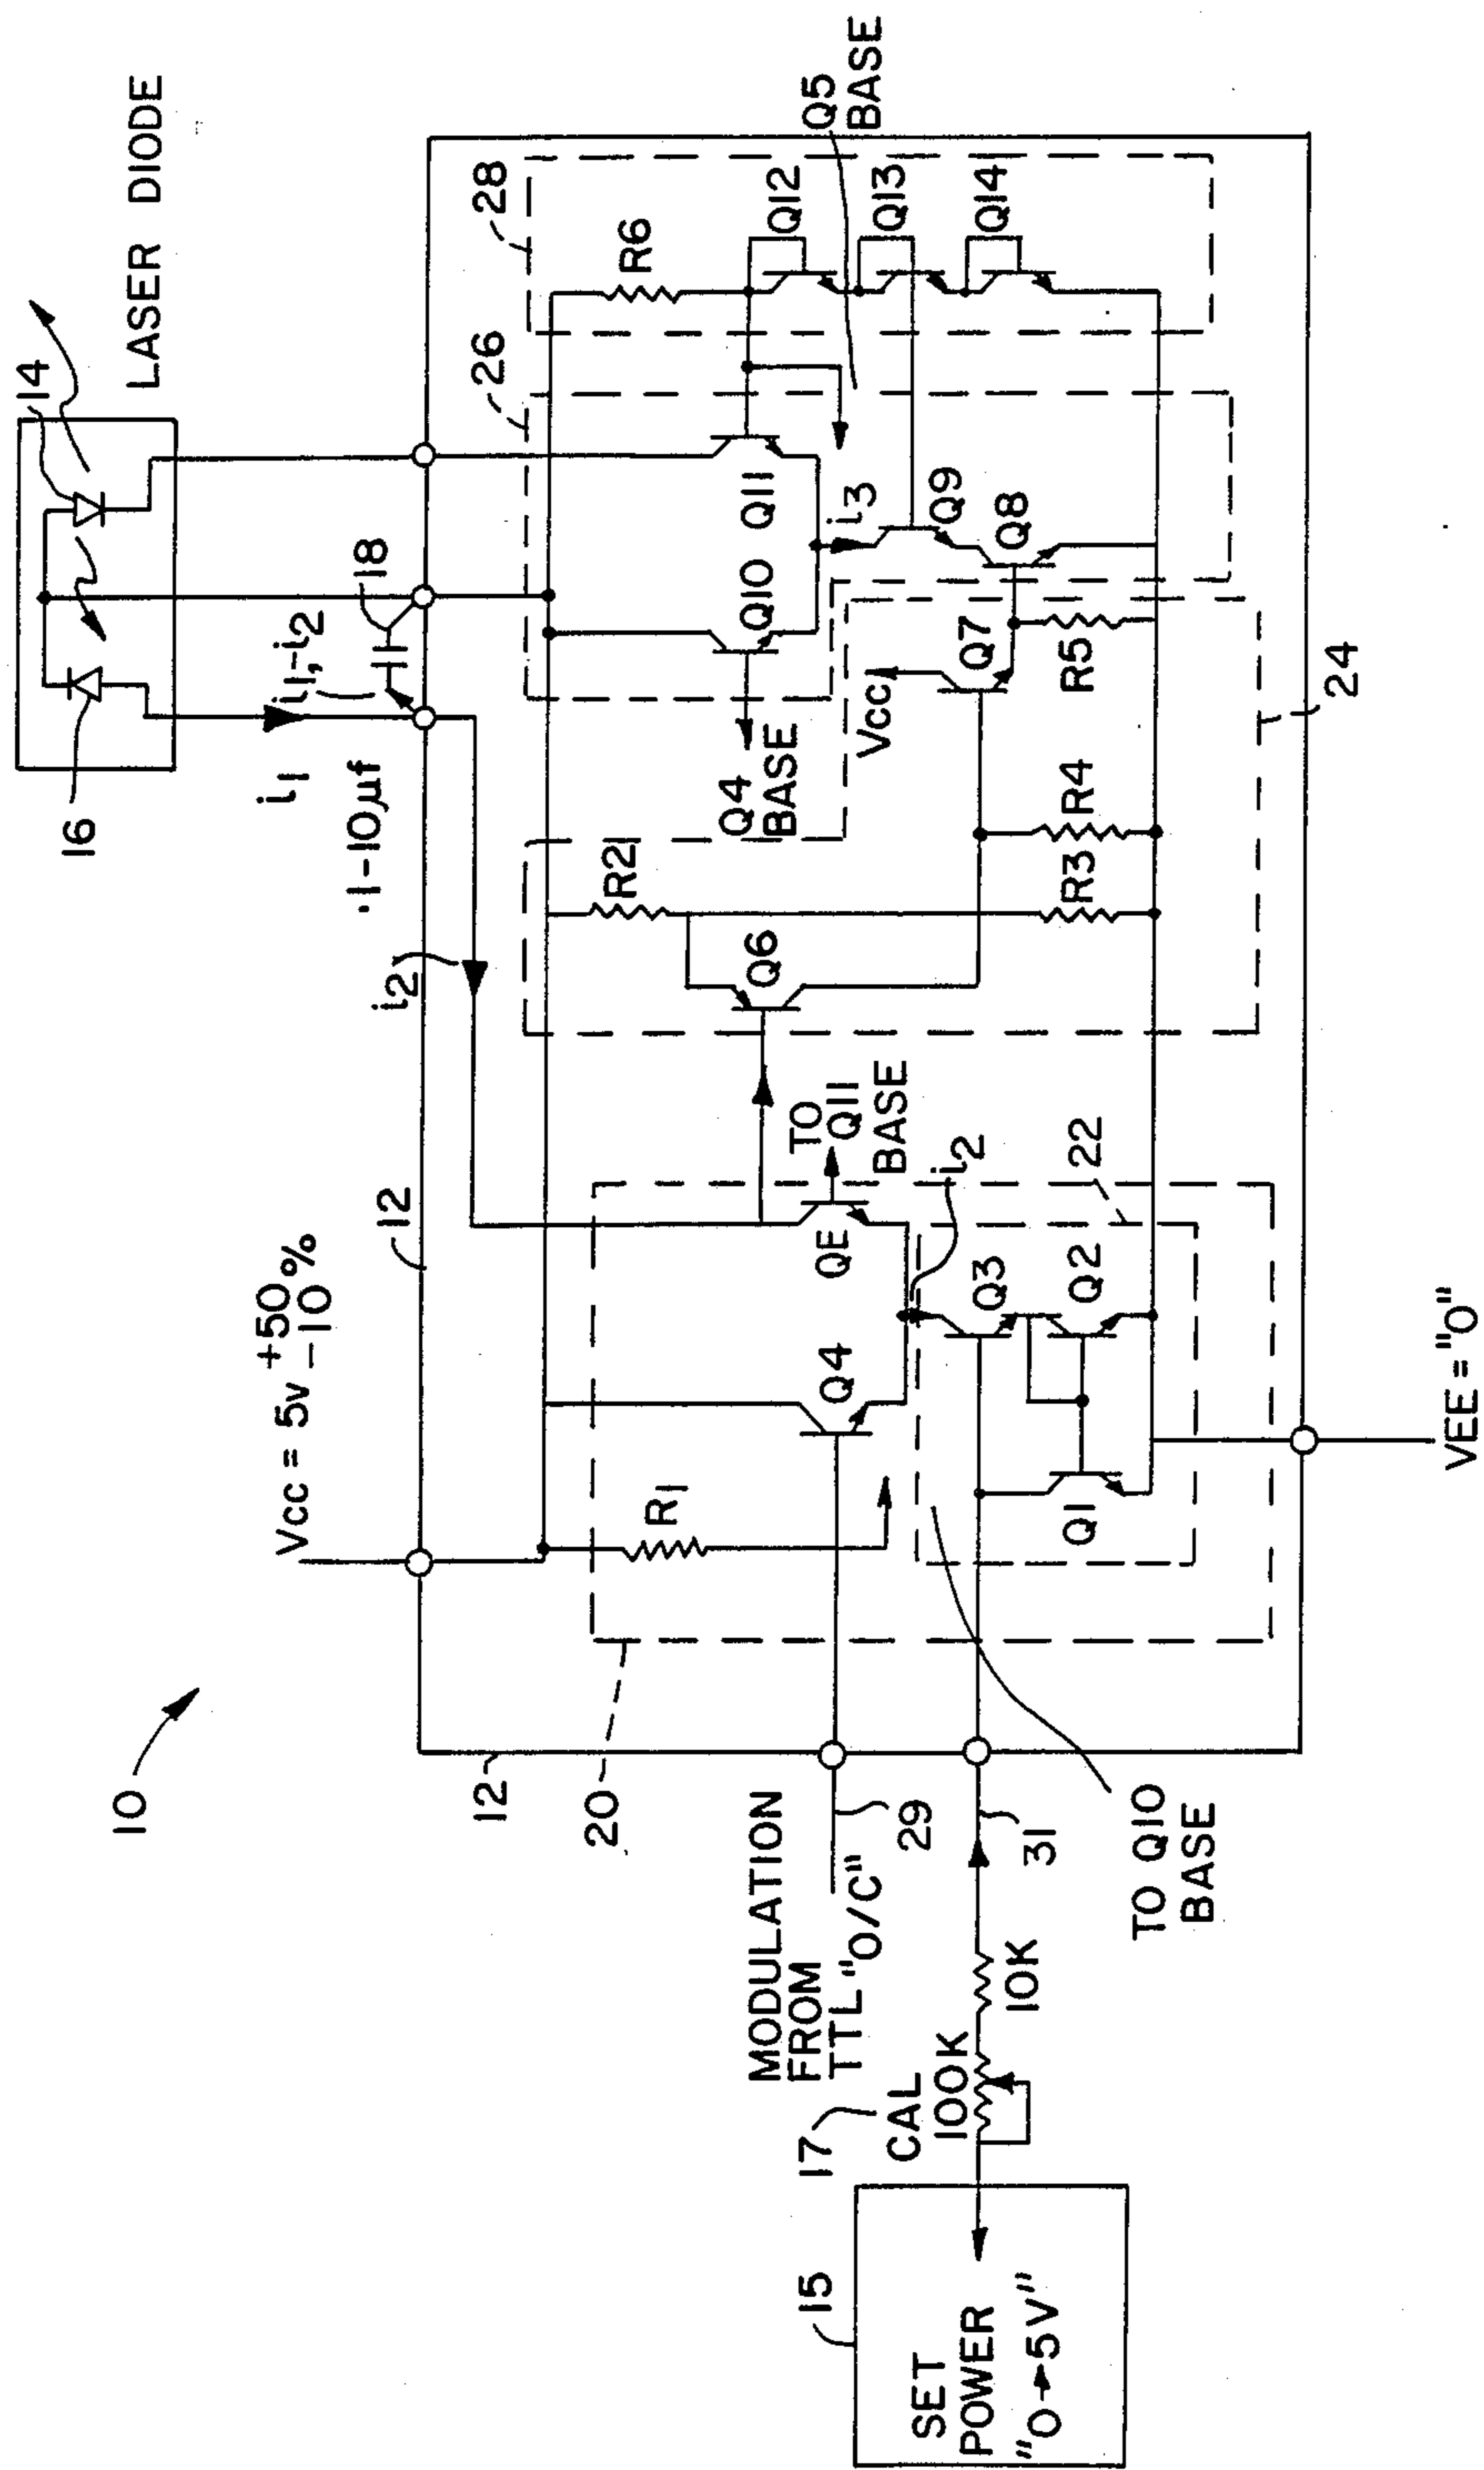 10
Vcc = 5v +50 -10 %
12
LASER DIODE
14
16
i1
i1-i2
18
.1-10µf
i2
12
20
R1
Q4
QE
TO
Q11
BASE
i2
22
Q3
Q2
Q1
R2
Q6
R3
R4
24
Q4
BASE
Vcc
Q7
R5
26
Q10
Q11
i3
Q9
Q8
28
R6
Q12
Q13
Q14
Q5
BASE
MODULATION
FROM
TTL "O/C"
29
31
17
CAL
100K
10K
15
SET
POWER
"0→5V"
TO Q10
BASE
VEE = "0"